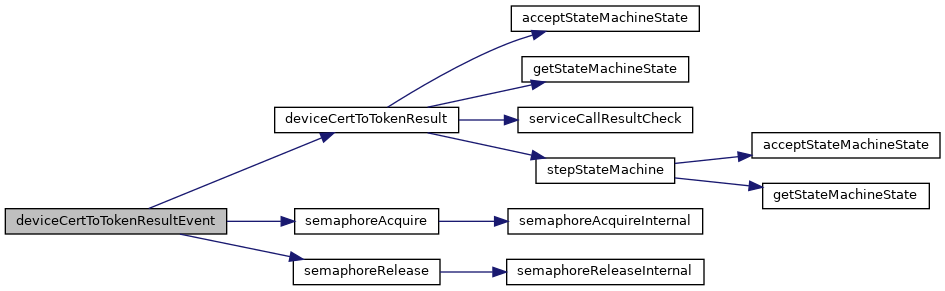 acceptStateMachineState
getStateMachineState
deviceCertToTokenResult
serviceCallResultCheck
acceptStateMachineState
stepStateMachine
getStateMachineState
deviceCertToTokenResultEvent
semaphoreAcquire
semaphoreAcquireInternal
semaphoreRelease
semaphoreReleaseInternal